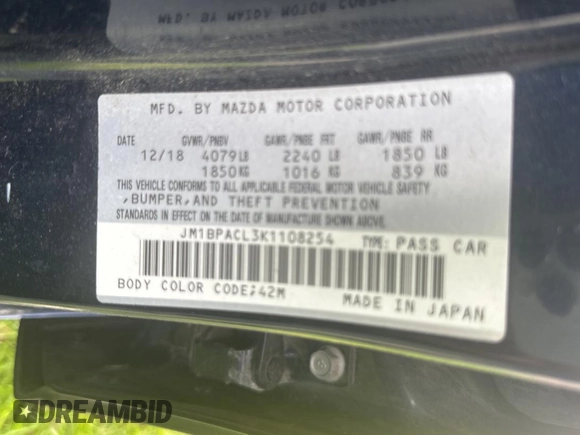 MFD. BY MAZDA MOTOR CORPORATION
DATE GVWR/PNBV GAWR/PNBE FRT GAWR/PNBE RR
12/18 4079LB 2240 LB 1850 LB
1850KG 1016 KG 839 KG
THIS VEHICLE CONFORMS TO ALL APPLICABLE FEDERAL MOTOR VEHICLE SAFETY
,BUMPER,AND THEFT PREVENTION
STANDARDS IN EFFECT ON THE DATE OF MANUFACTURE SHOWN ABOVE.
JM1BPACL3K1108254 TYPE: PASS CAR
BODY COLOR CODE;42M MADE IN JAPAN
DREAMBID